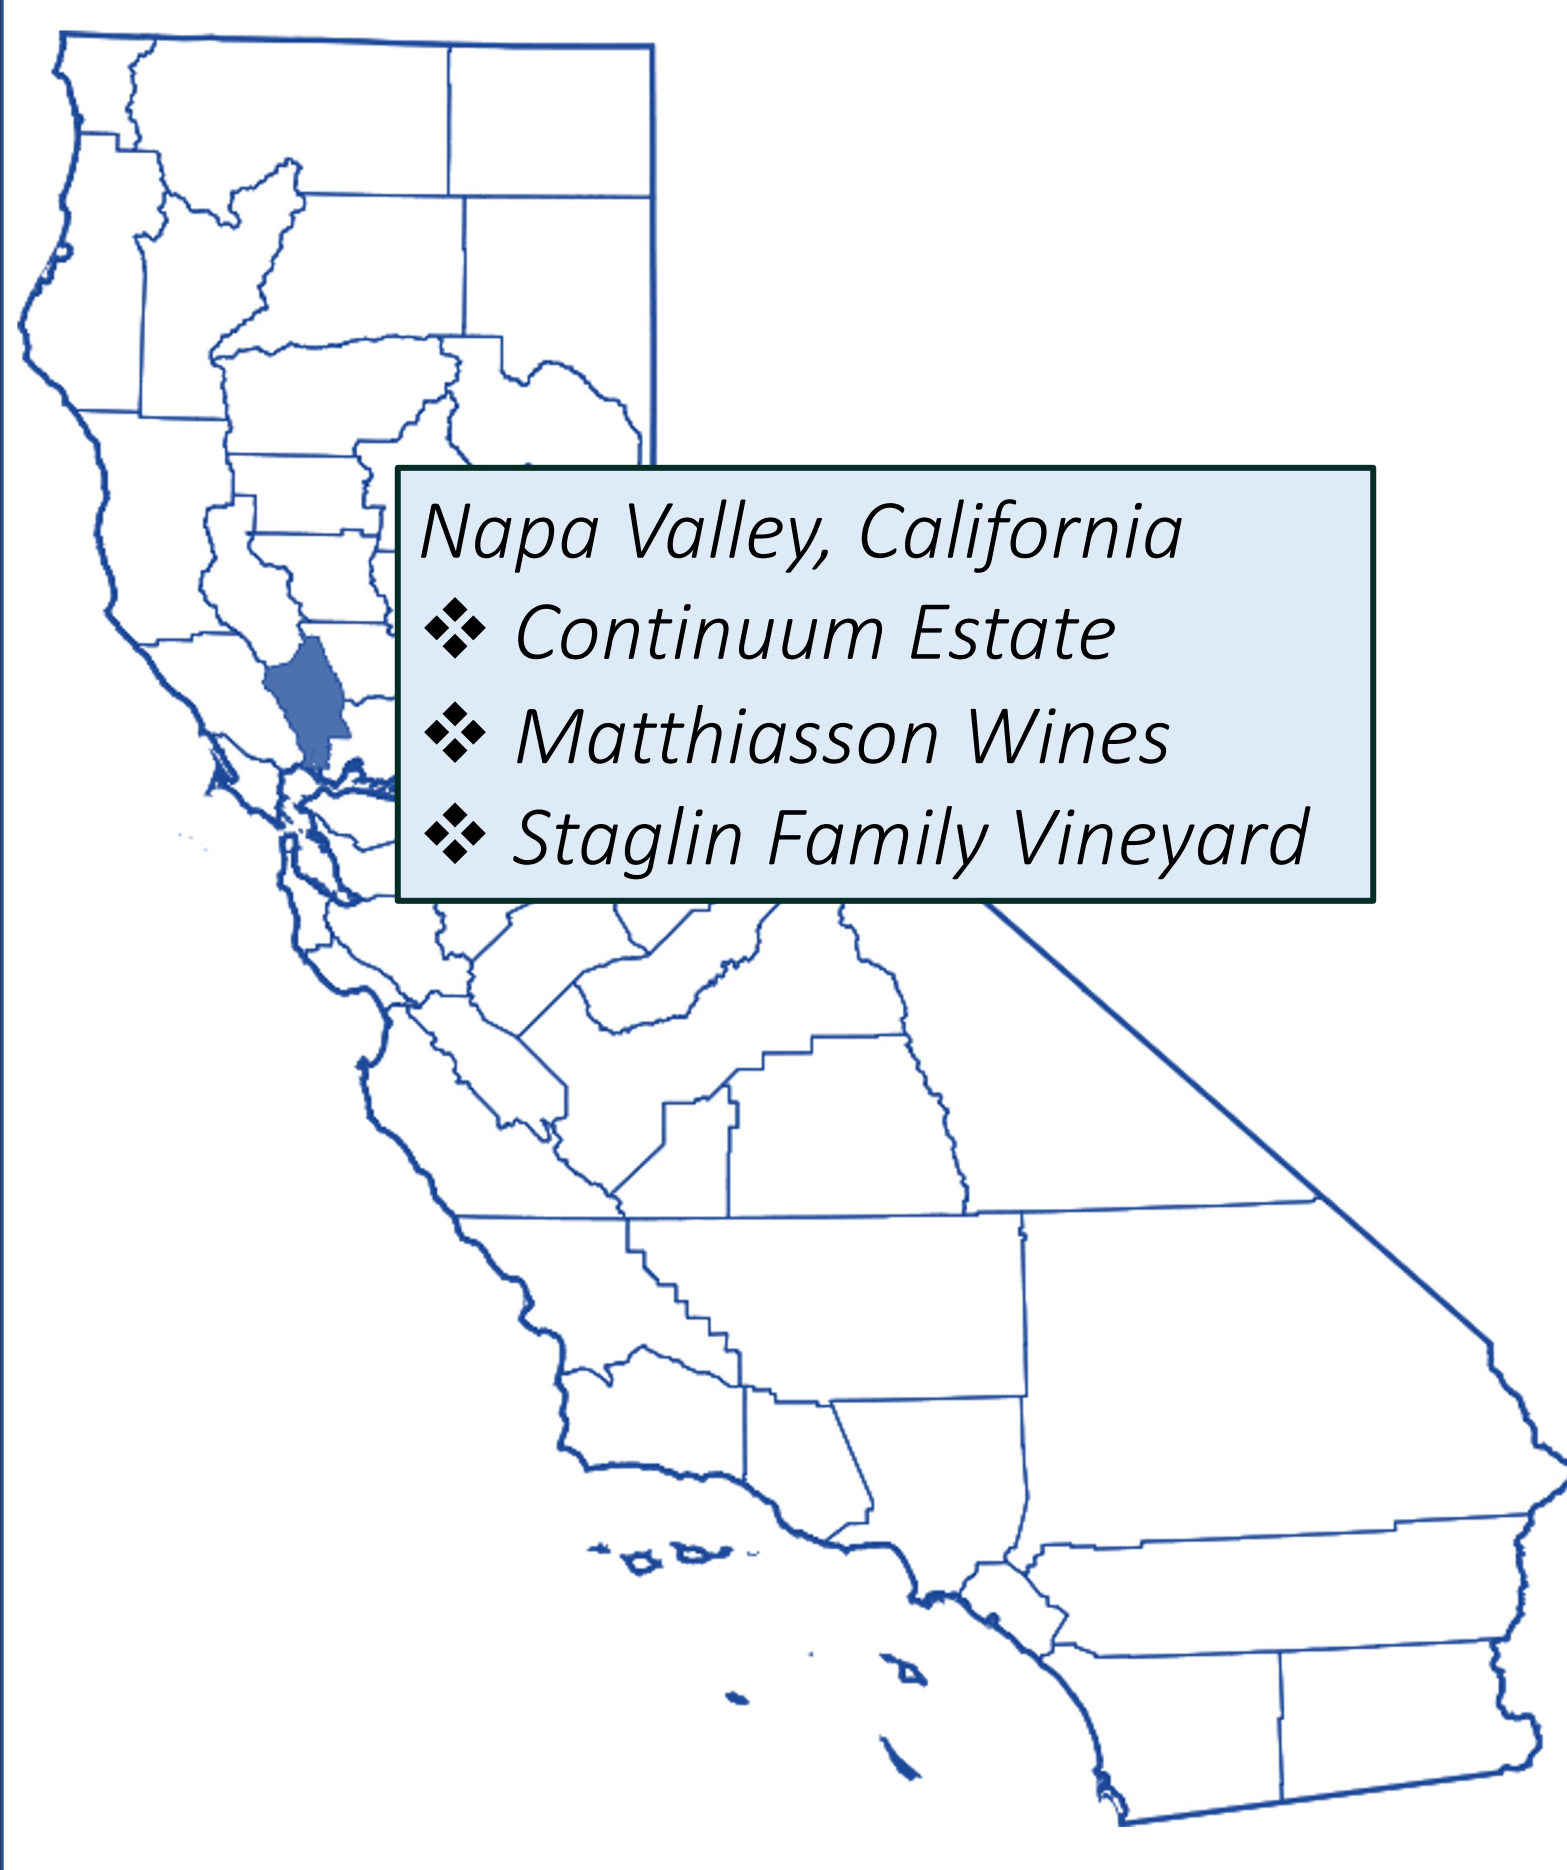 Napa Valley, California
❖ Continuum Estate
❖ Matthiasson Wines
❖ Staglin Family Vineyard